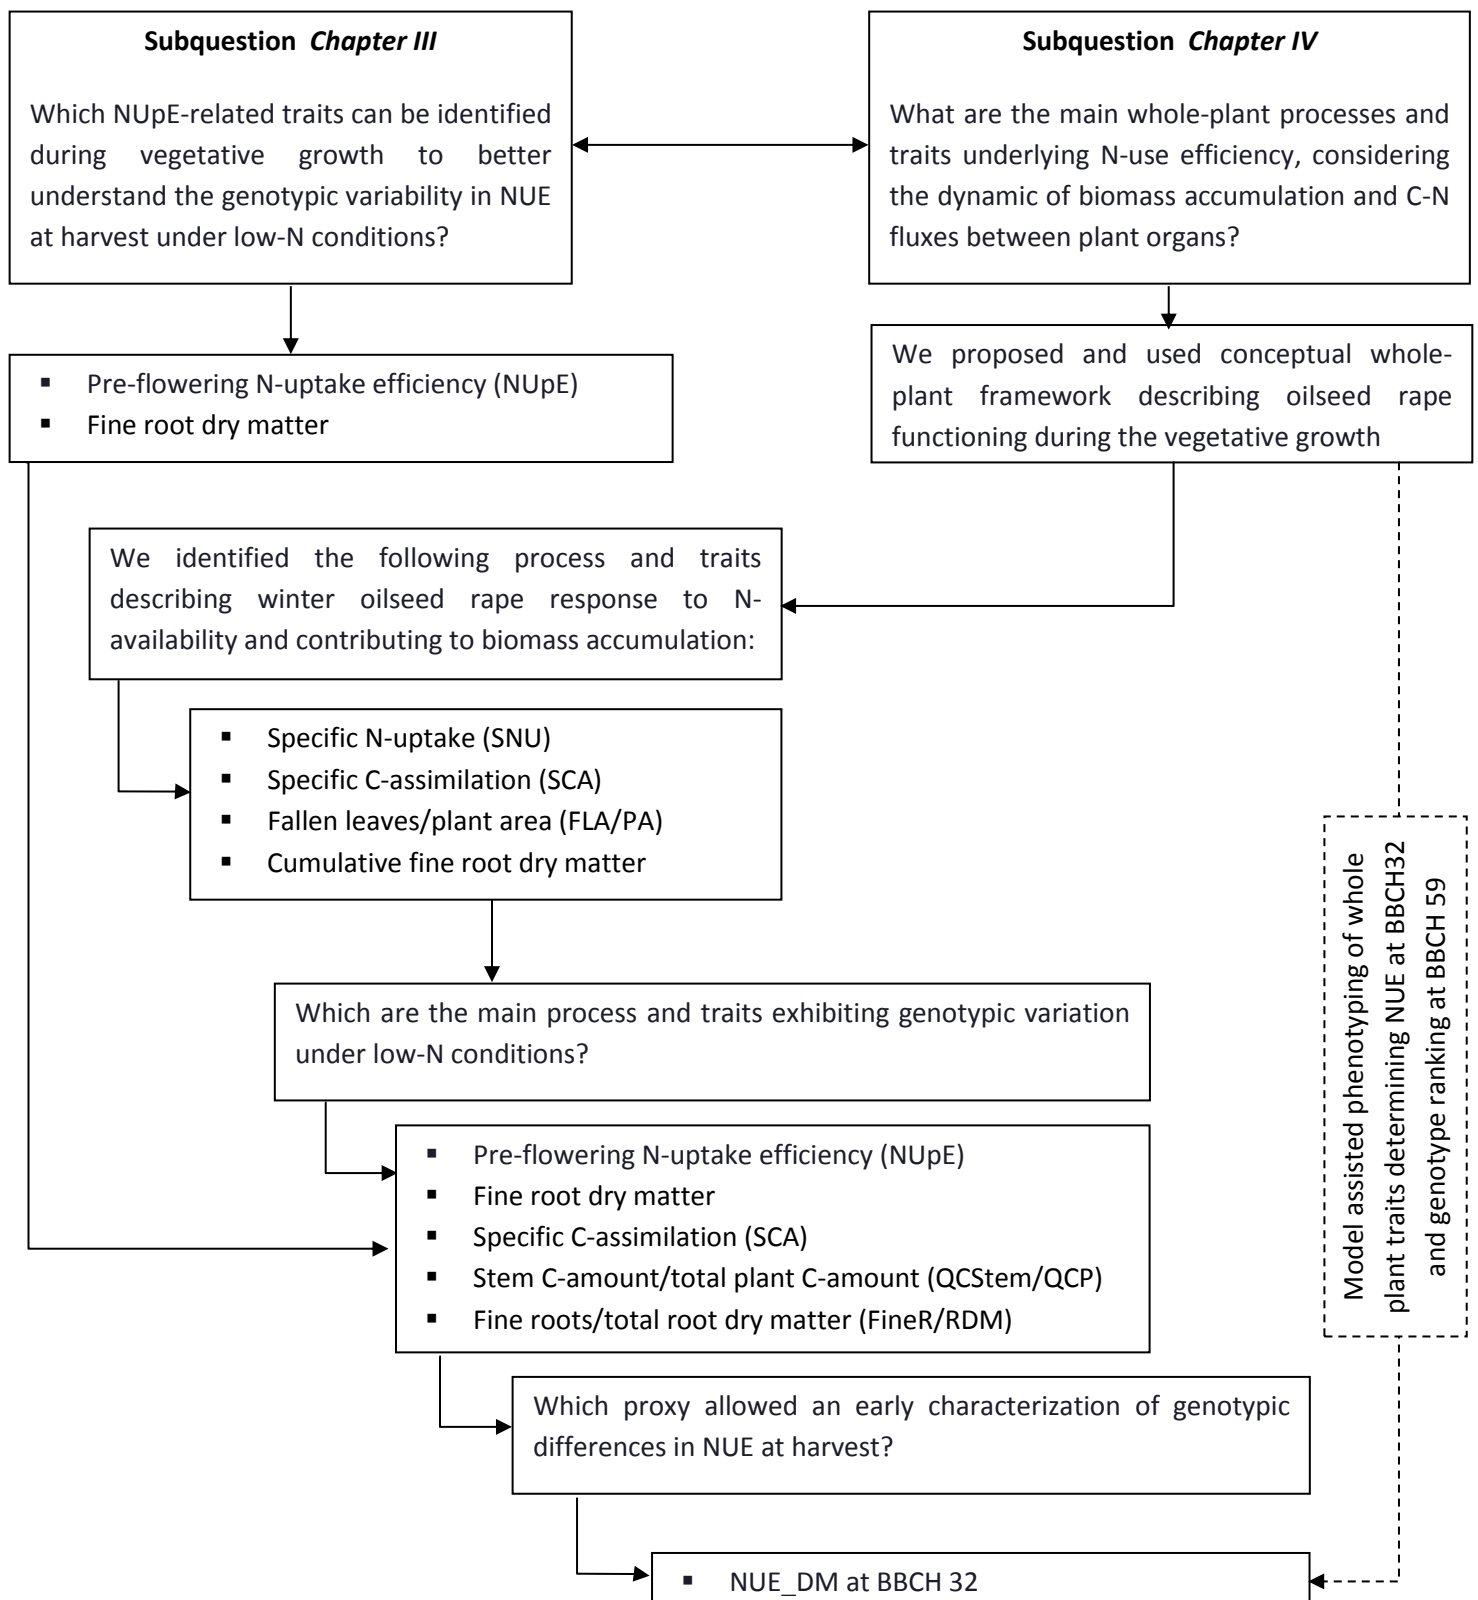 Subquestion Chapter III
Which NUpE-related traits can be identified
during vegetative growth to better
understand the genotypic variability in NUE
at harvest under low-N conditions?
Subquestion Chapter IV
What are the main whole-plant processes and
traits underlying N-use efficiency, considering
the dynamic of biomass accumulation and C-N
fluxes between plant organs?
▪ Pre-flowering N-uptake efficiency (NUpE)
▪ Fine root dry matter
We proposed and used conceptual whole-
plant framework describing oilseed rape
functioning during the vegetative growth
We identified the following process and traits
describing winter oilseed rape response to N-
availability and contributing to biomass accumulation:
▪ Specific N-uptake (SNU)
▪ Specific C-assimilation (SCA)
▪ Fallen leaves/plant area (FLA/PA)
▪ Cumulative fine root dry matter
Model assisted phenotyping of whole
plant traits determining NUE at BBCH32
and genotype ranking at BBCH 59
Which are the main process and traits exhibiting genotypic variation
under low-N conditions?
▪ Pre-flowering N-uptake efficiency (NUpE)
▪ Fine root dry matter
▪ Specific C-assimilation (SCA)
▪ Stem C-amount/total plant C-amount (QCStem/QCP)
▪ Fine roots/total root dry matter (FineR/RDM)
Which proxy allowed an early characterization of genotypic
differences in NUE at harvest?
▪ NUE_DM at BBCH 32